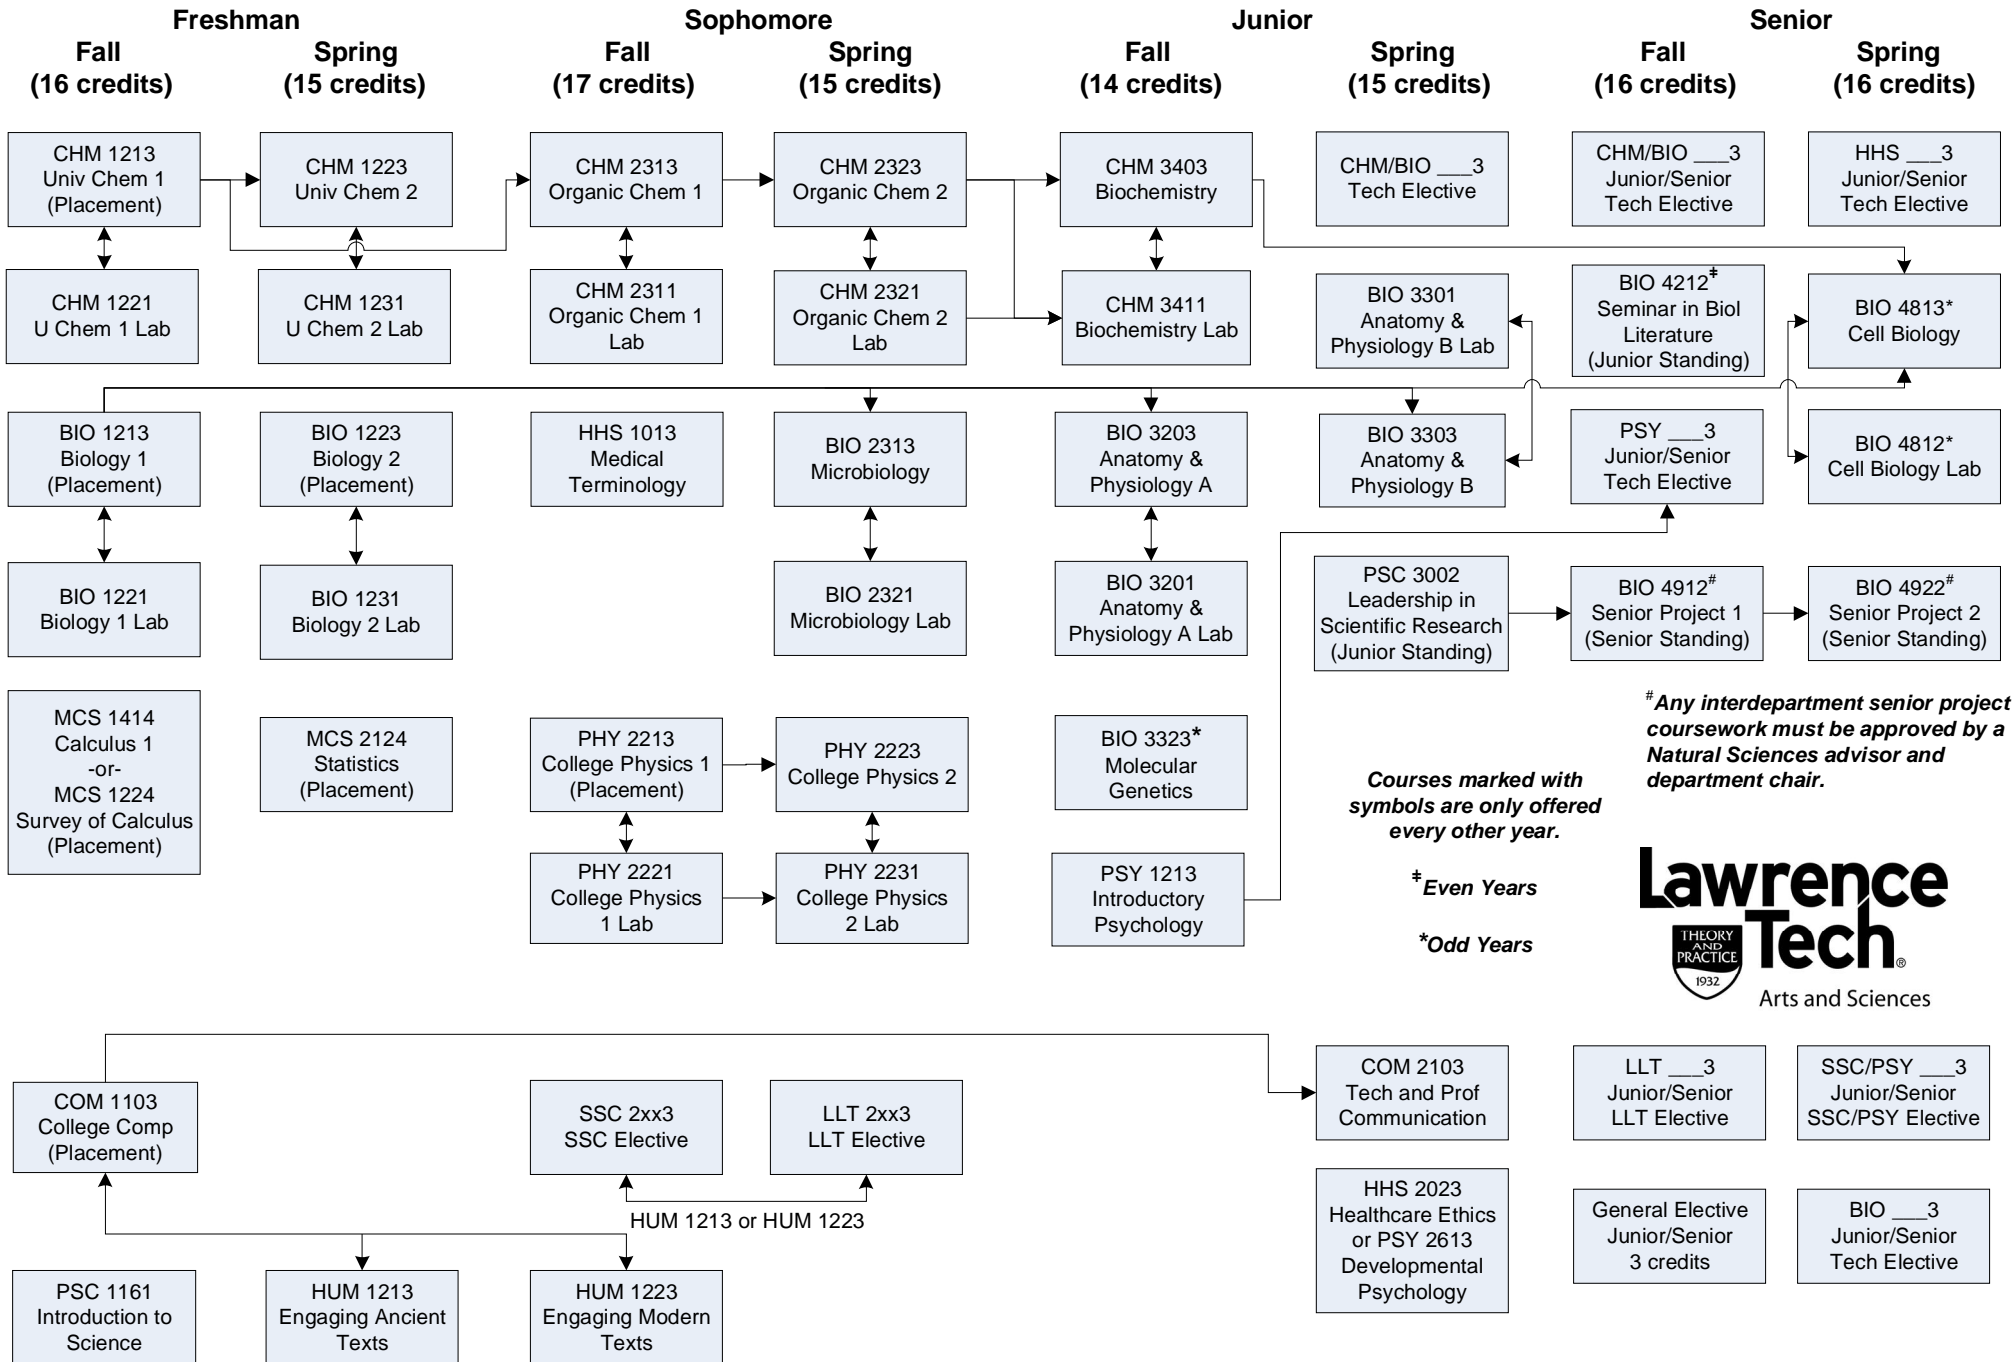 Freshman
Sophomore
Junior
Senior
Fall
(16 credits)
Spring
(15 credits)
Fall
(17 credits)
Spring
(15 credits)
Fall
(14 credits)
Spring
(15 credits)
Fall
(16 credits)
Spring
(16 credits)
CHM 1213
Univ Chem 1
(Placement)
CHM 1223
Univ Chem 2
CHM 2313
Organic Chem 1
CHM 2323
Organic Chem 2
CHM 3403
Biochemistry
CHM/BIO ___3
Tech Elective
CHM/BIO ___3
Junior/Senior
Tech Elective
HHS ___3
Junior/Senior
Tech Elective
CHM 1221
U Chem 1 Lab
CHM 1231
U Chem 2 Lab
CHM 2311
Organic Chem 1
Lab
CHM 2321
Organic Chem 2
Lab
CHM 3411
Biochemistry Lab
BIO 3301
Anatomy &
Physiology B Lab
BIO 4212ǂ
Seminar in Biol
Literature
(Junior Standing)
BIO 4813*
Cell Biology
BIO 1213
Biology 1
(Placement)
BIO 1223
Biology 2
(Placement)
HHS 1013
Medical
Terminology
BIO 2313
Microbiology
BIO 3203
Anatomy &
Physiology A
BIO 3303
Anatomy &
Physiology B
PSY ___3
Junior/Senior
Tech Elective
BIO 4812*
Cell Biology Lab
BIO 1221
Biology 1 Lab
BIO 1231
Biology 2 Lab
BIO 2321
Microbiology Lab
BIO 3201
Anatomy &
Physiology A Lab
PSC 3002
Leadership in
Scientific Research
(Junior Standing)
BIO 4912#
Senior Project 1
(Senior Standing)
BIO 4922#
Senior Project 2
(Senior Standing)
MCS 1414
Calculus 1
-or-
MCS 1224
Survey of Calculus
(Placement)
MCS 2124
Statistics
(Placement)
PHY 2213
College Physics 1
(Placement)
PHY 2223
College Physics 2
BIO 3323*
Molecular
Genetics
#Any interdepartment senior project
coursework must be approved by a
Natural Sciences advisor and
department chair.
Courses marked with
symbols are only offered
every other year.
ǂEven Years
*Odd Years
PHY 2221
College Physics
1 Lab
PHY 2231
College Physics
2 Lab
PSY 1213
Introductory
Psychology
Lawrence
Tech®
THEORY
AND
PRACTICE
1932
Arts and Sciences
COM 1103
College Comp
(Placement)
SSC 2xx3
SSC Elective
LLT 2xx3
LLT Elective
COM 2103
Tech and Prof
Communication
LLT ___3
Junior/Senior
LLT Elective
SSC/PSY ___3
Junior/Senior
SSC/PSY Elective
HUM 1213 or HUM 1223
PSC 1161
Introduction to
Science
HUM 1213
Engaging Ancient
Texts
HUM 1223
Engaging Modern
Texts
HHS 2023
Healthcare Ethics
or PSY 2613
Developmental
Psychology
General Elective
Junior/Senior
3 credits
BIO ___3
Junior/Senior
Tech Elective